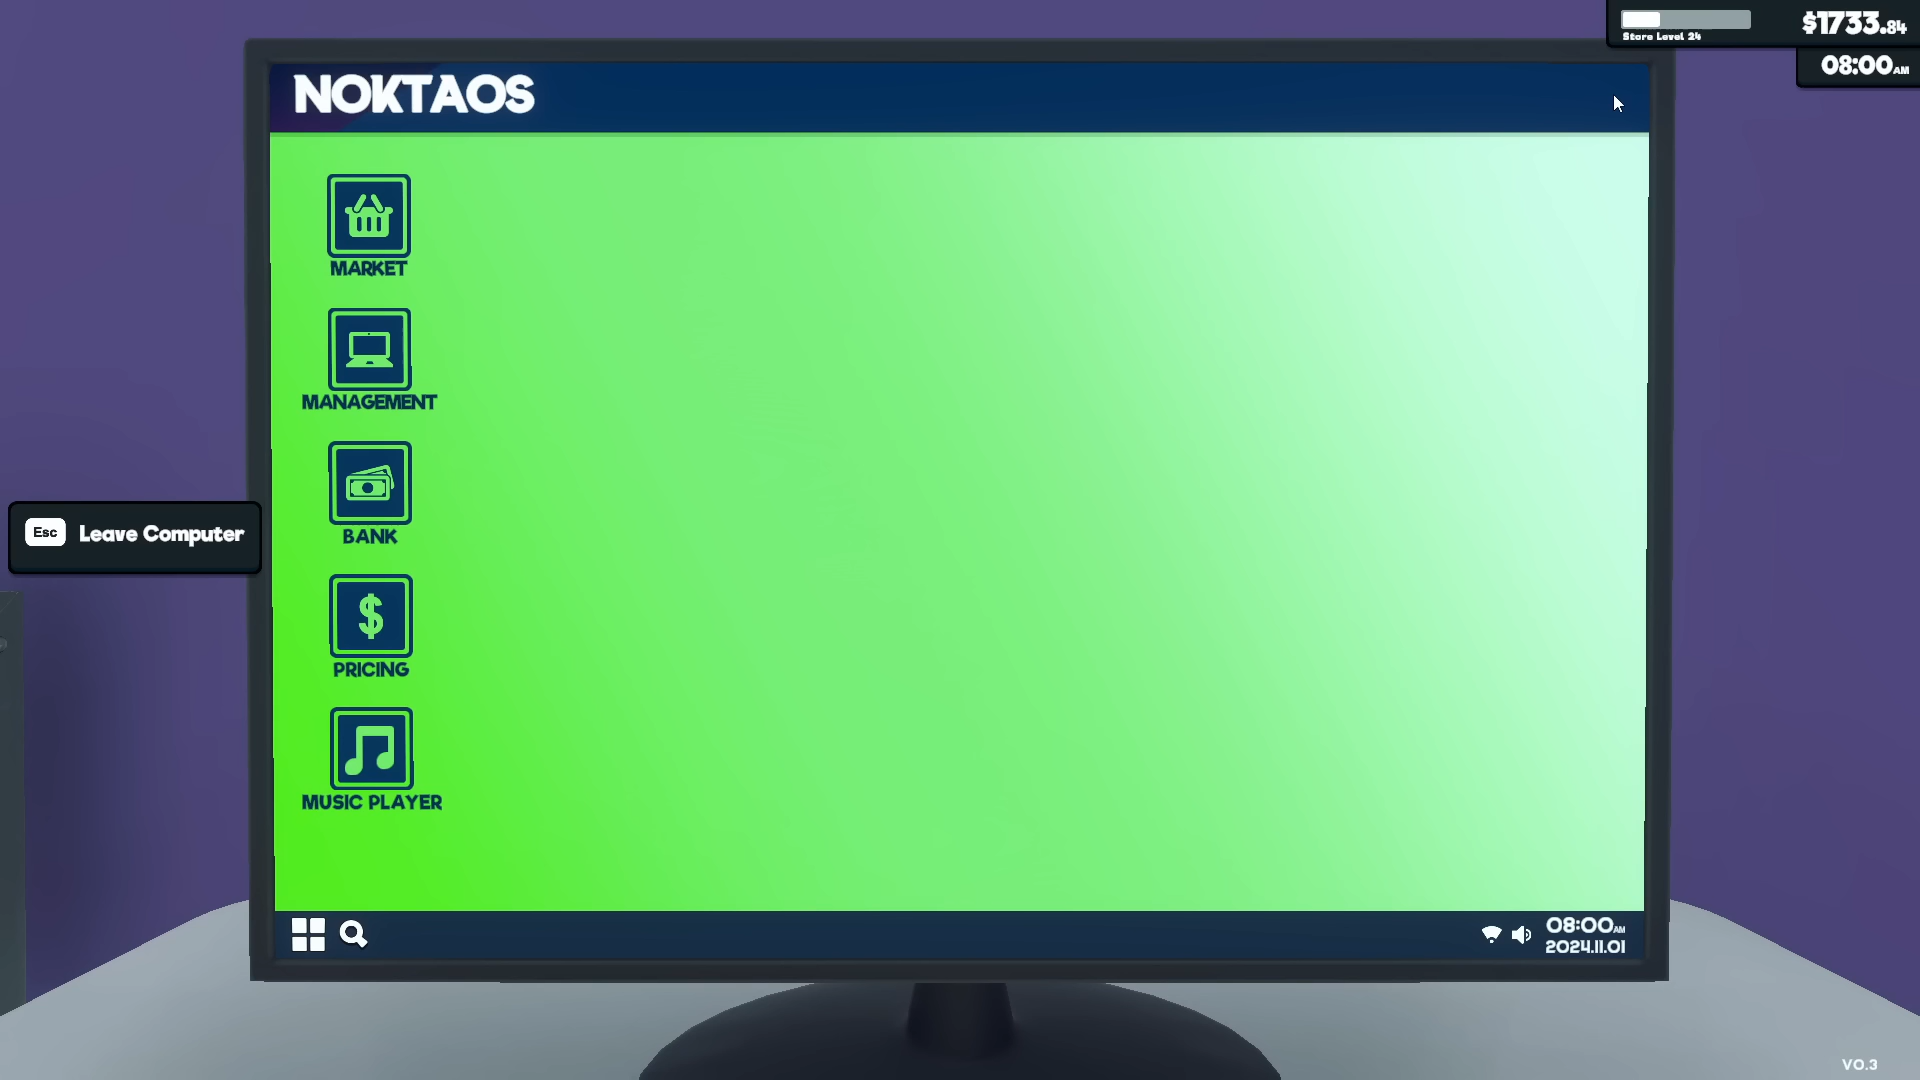 Store Level 24
$1733.84
08:00AM
NOKTAOS
MARKET
MANAGEMENT
BANK
PRICING
MUSIC PLAYER
Esc Leave Computer
08:00AM
2024.11.01
V0.3